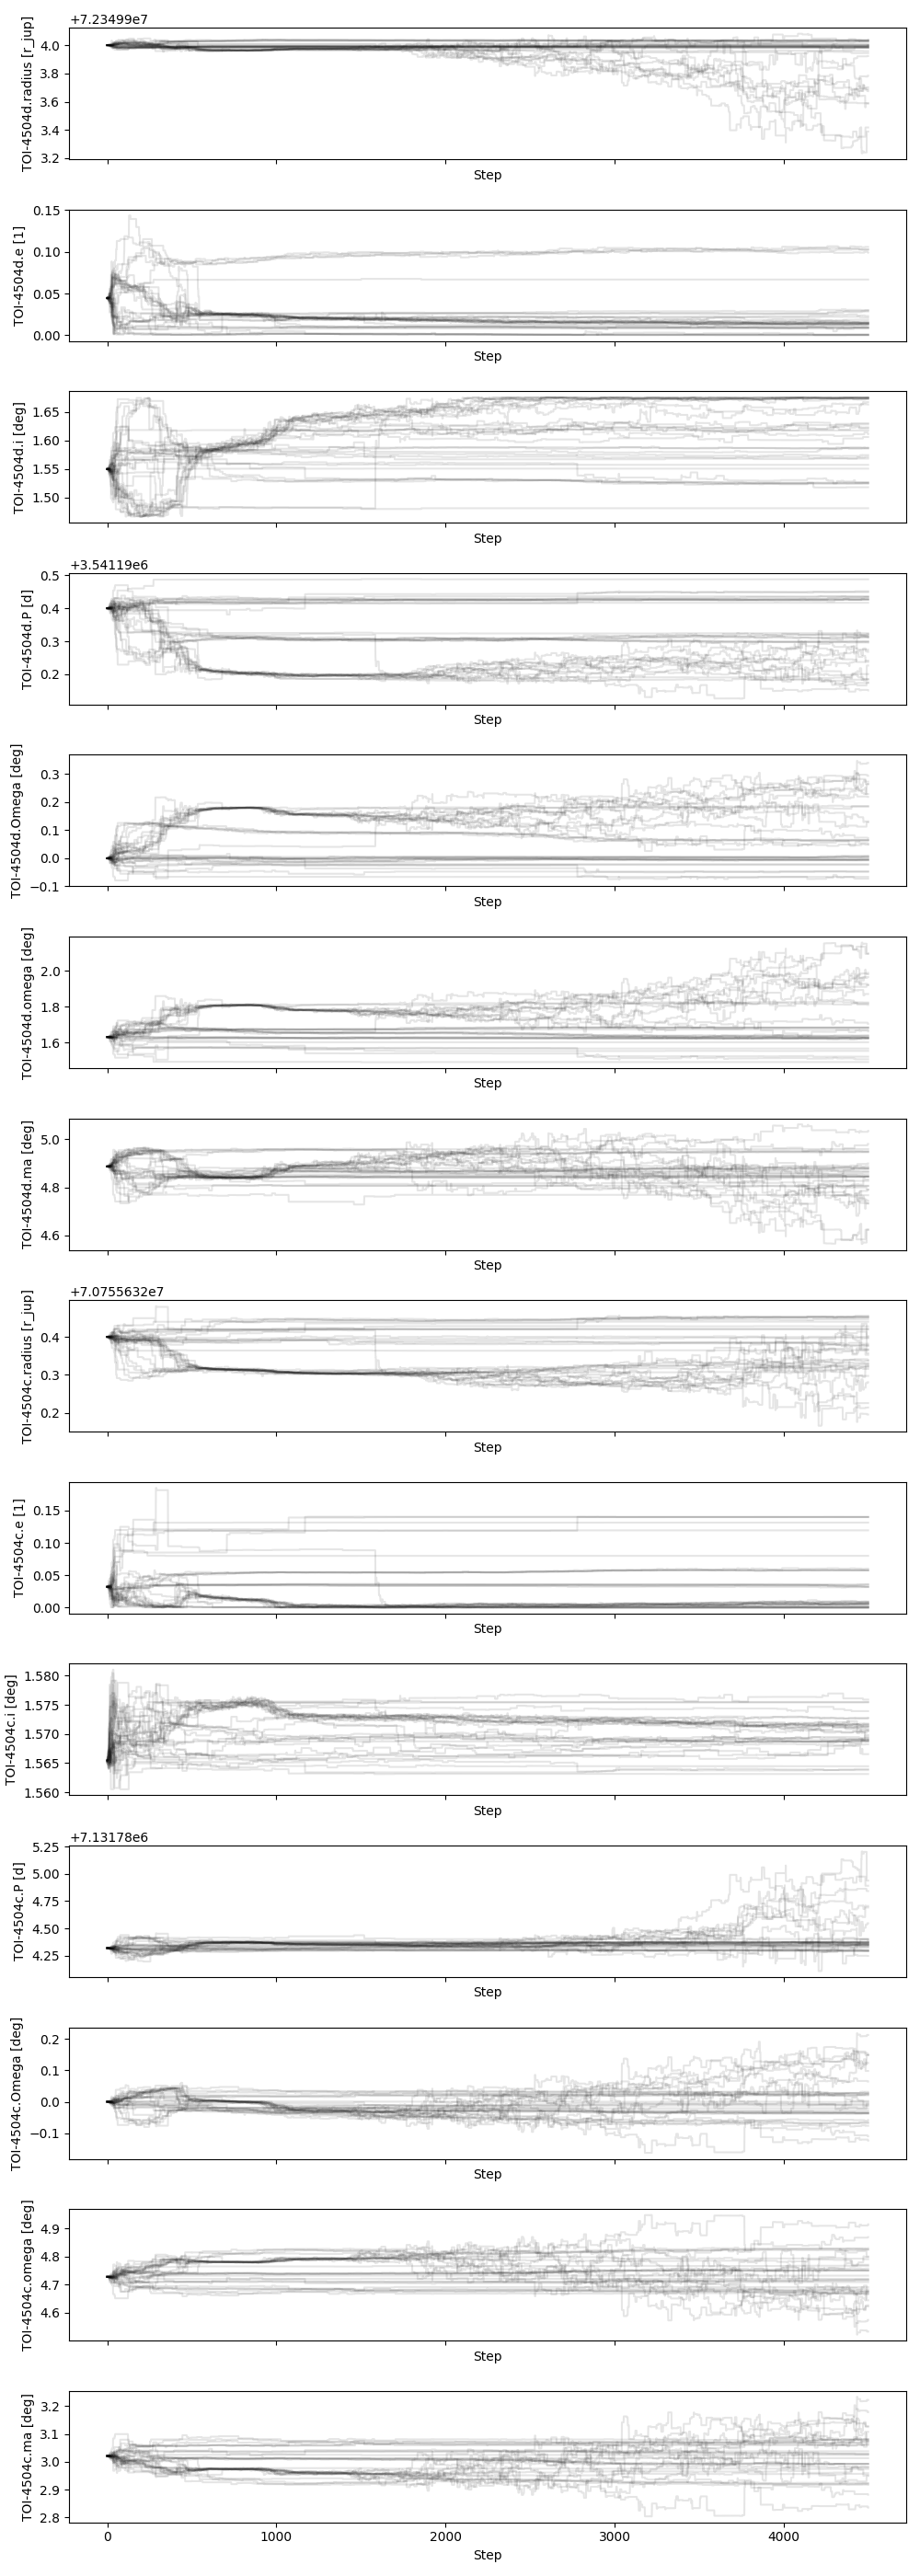 +7.23499e7
4.0
3.8
3.6
3.4
3.2
TOI-4504d.radius [r_jup]
Step
0.15
0.10
0.05
0.00
TOI-4504d.e [1]
Step
1.65
1.60
1.55
1.50
TOI-4504d.i [deg]
Step
+3.54119e6
0.5
0.4
0.3
0.2
TOI-4504d.P [d]
Step
0.3
0.2
0.1
0.0
−0.1
TOI-4504d.Omega [deg]
Step
2.0
1.8
1.6
TOI-4504d.omega [deg]
Step
5.0
4.8
4.6
TOI-4504d.ma [deg]
Step
+7.0755632e7
0.4
0.3
0.2
TOI-4504c.radius [r_jup]
Step
0.15
0.10
0.05
0.00
TOI-4504c.e [1]
Step
1.580
1.575
1.570
1.565
1.560
TOI-4504c.i [deg]
Step
+7.13178e6
5.25
5.00
4.75
4.50
4.25
TOI-4504c.P [d]
Step
0.2
0.1
0.0
−0.1
TOI-4504c.Omega [deg]
Step
4.9
4.8
4.7
4.6
TOI-4504c.omega [deg]
Step
3.2
3.1
3.0
2.9
2.8
TOI-4504c.ma [deg]
0 1000 2000 3000 4000
Step